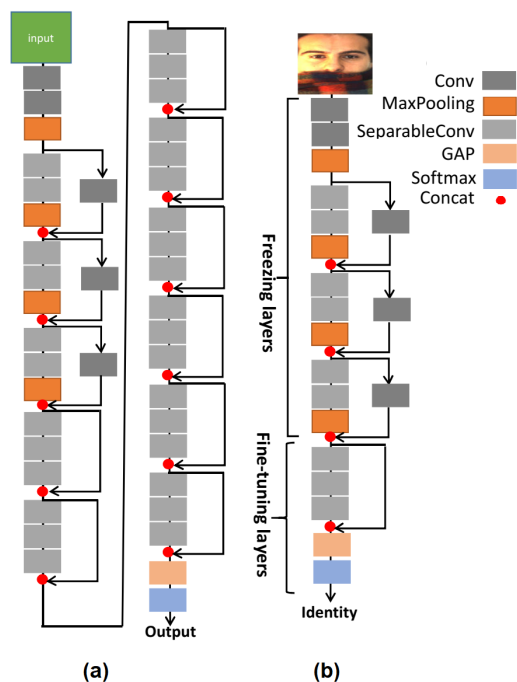 input
Conv
MaxPooling
SeparableConv
GAP
Softmax
Concat
Freezing layers
Fine-tuning layers
Output
Identity
(a)
(b)